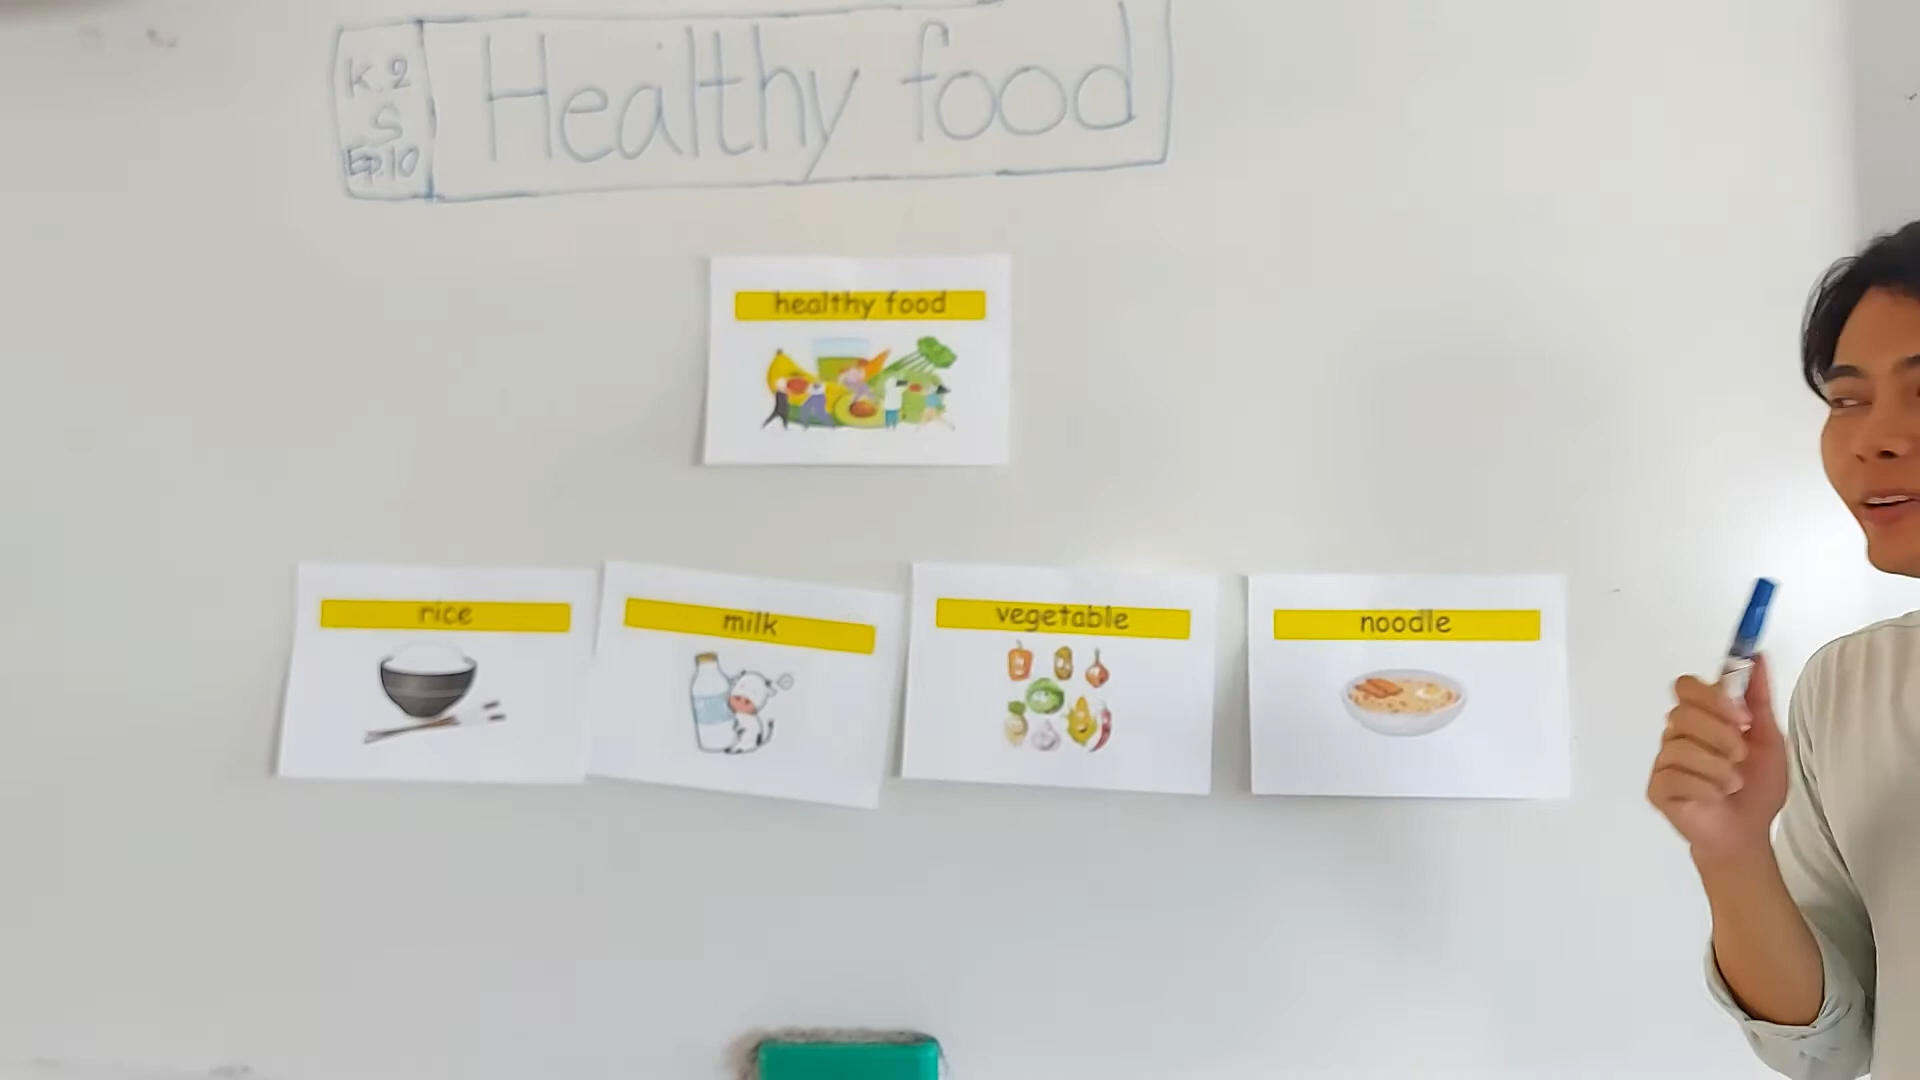 K.2
S
Ep.10
Healthy food
healthy food
rice
milk
vegetable
noodle